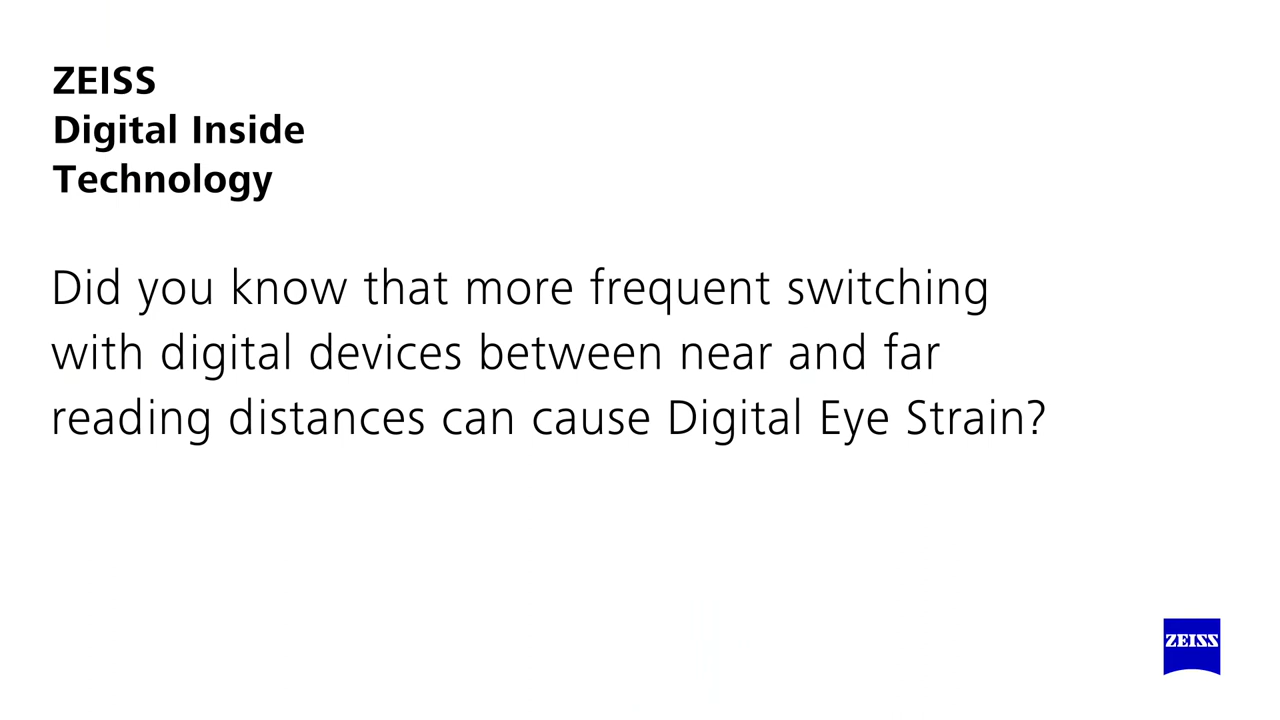 ZEISS
Digital Inside
Technology
Did you know that more frequent switching
with digital devices between near and far
reading distances can cause Digital Eye Strain?
ZEISS